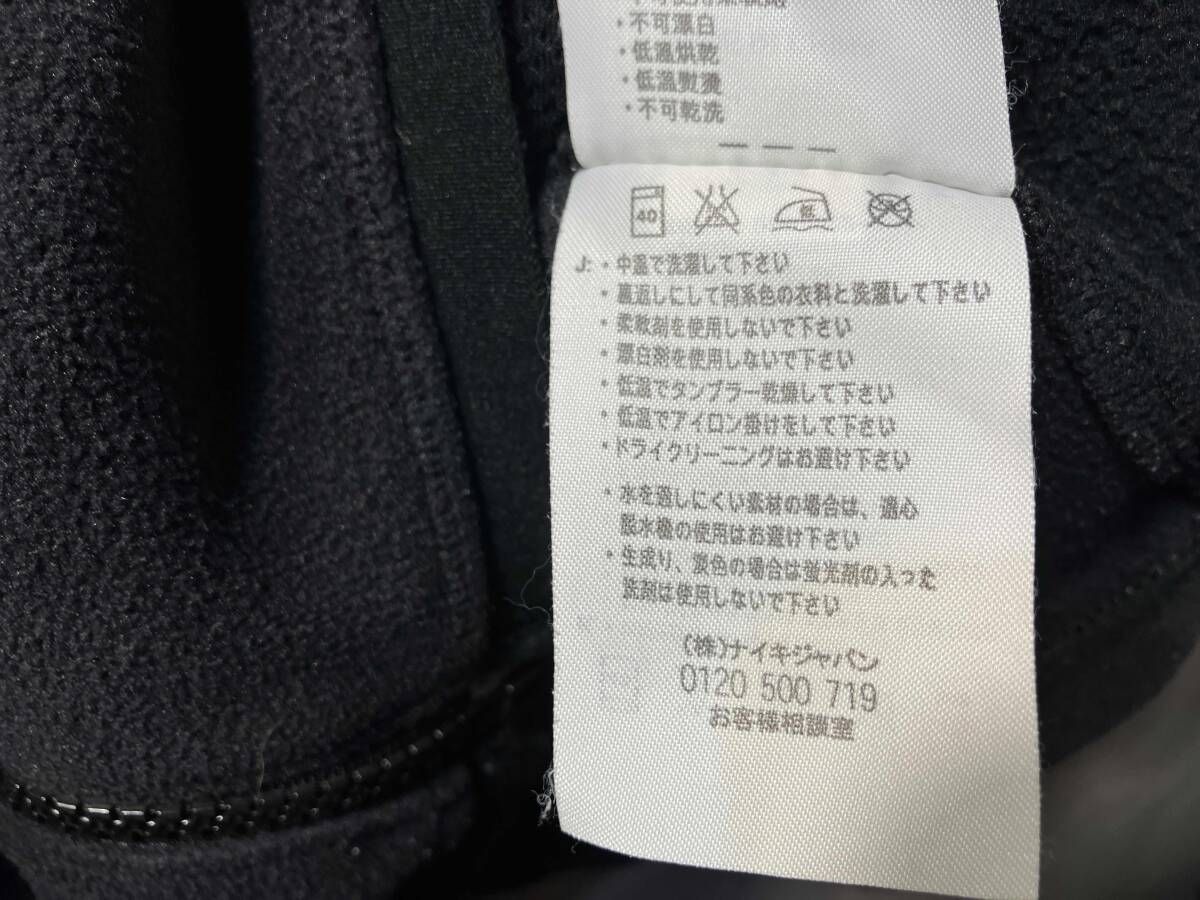 ・不可漂白
・低溫烘乾
・低溫熨燙
・不可乾洗
40
低
J:・中温で洗濯して下さい
・裏返しにして同系色の衣料と洗濯して下さい
・柔軟剤を使用しないで下さい
・漂白剤を使用しないで下さい
・低温でタンブラー乾燥して下さい
・低温でアイロン掛けをして下さい
・ドライクリーニングはお避け下さい
・水を通しにくい素材の場合は、遠心
脱水機の使用はお避け下さい
・生成り、淡色の場合は蛍光剤の入った
洗剤は使用しないで下さい
(株)ナイキジャパン
0120 500 719
お客様相談室